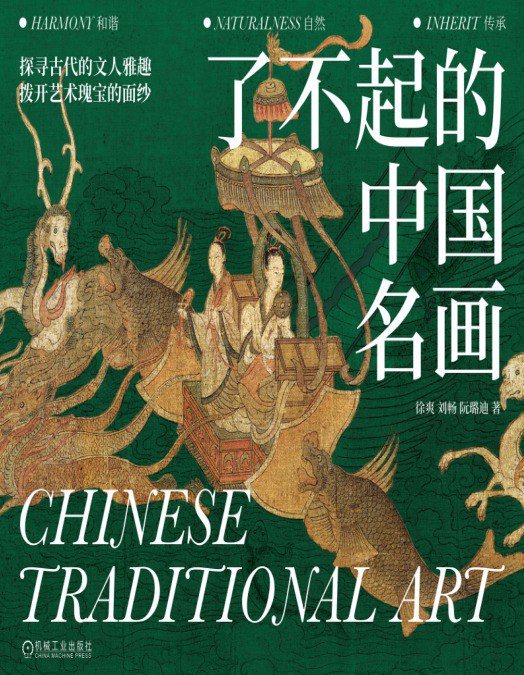 HARMONY 和谐
NATURALNESS 自然
INHERIT 传承
探寻古代的文人雅趣
拨开艺术瑰宝的面纱
了不起的
中国
名画
徐爽 刘畅 阮璐迪 著
CHINESE
TRADITIONAL ART
机械工业出版社
CHINA MACHINE PRESS